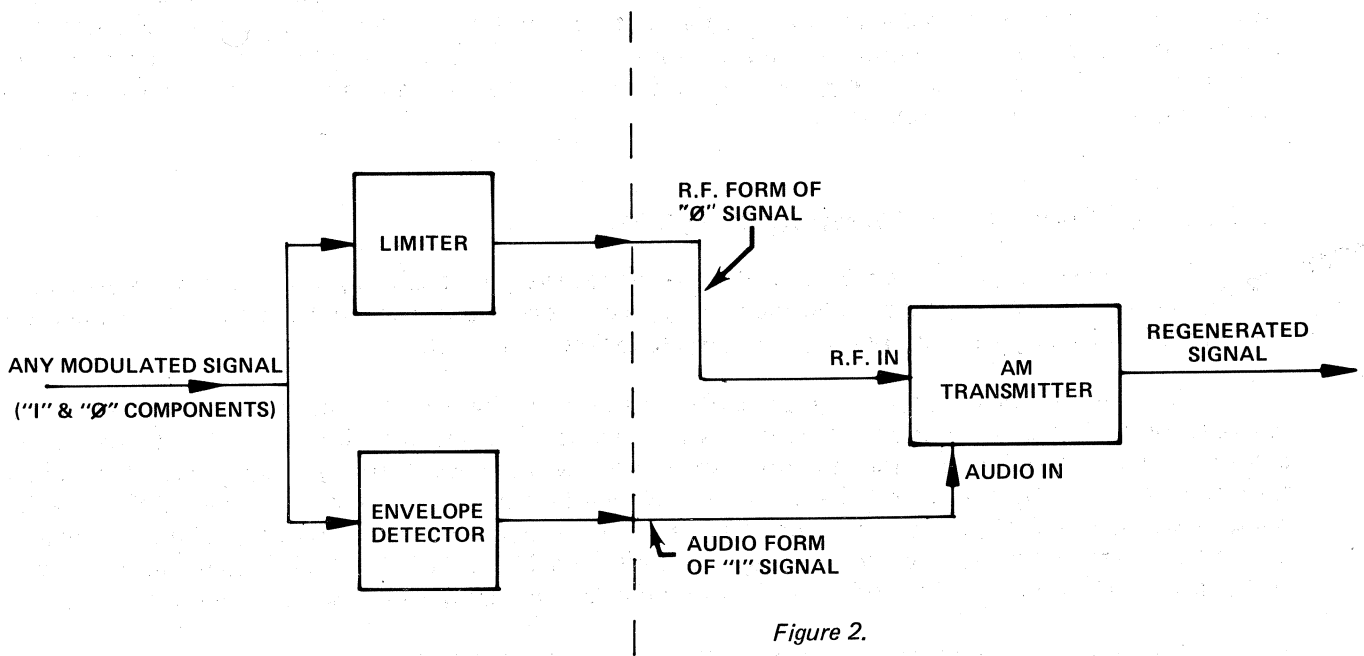 R.F. FORM OF
"Ø" SIGNAL
LIMITER
ANY MODULATED SIGNAL
("I" & "Ø" COMPONENTS)
R.F. IN
AM
TRANSMITTER
REGENERATED
SIGNAL
AUDIO IN
ENVELOPE
DETECTOR
AUDIO FORM
OF "I" SIGNAL
Figure 2.